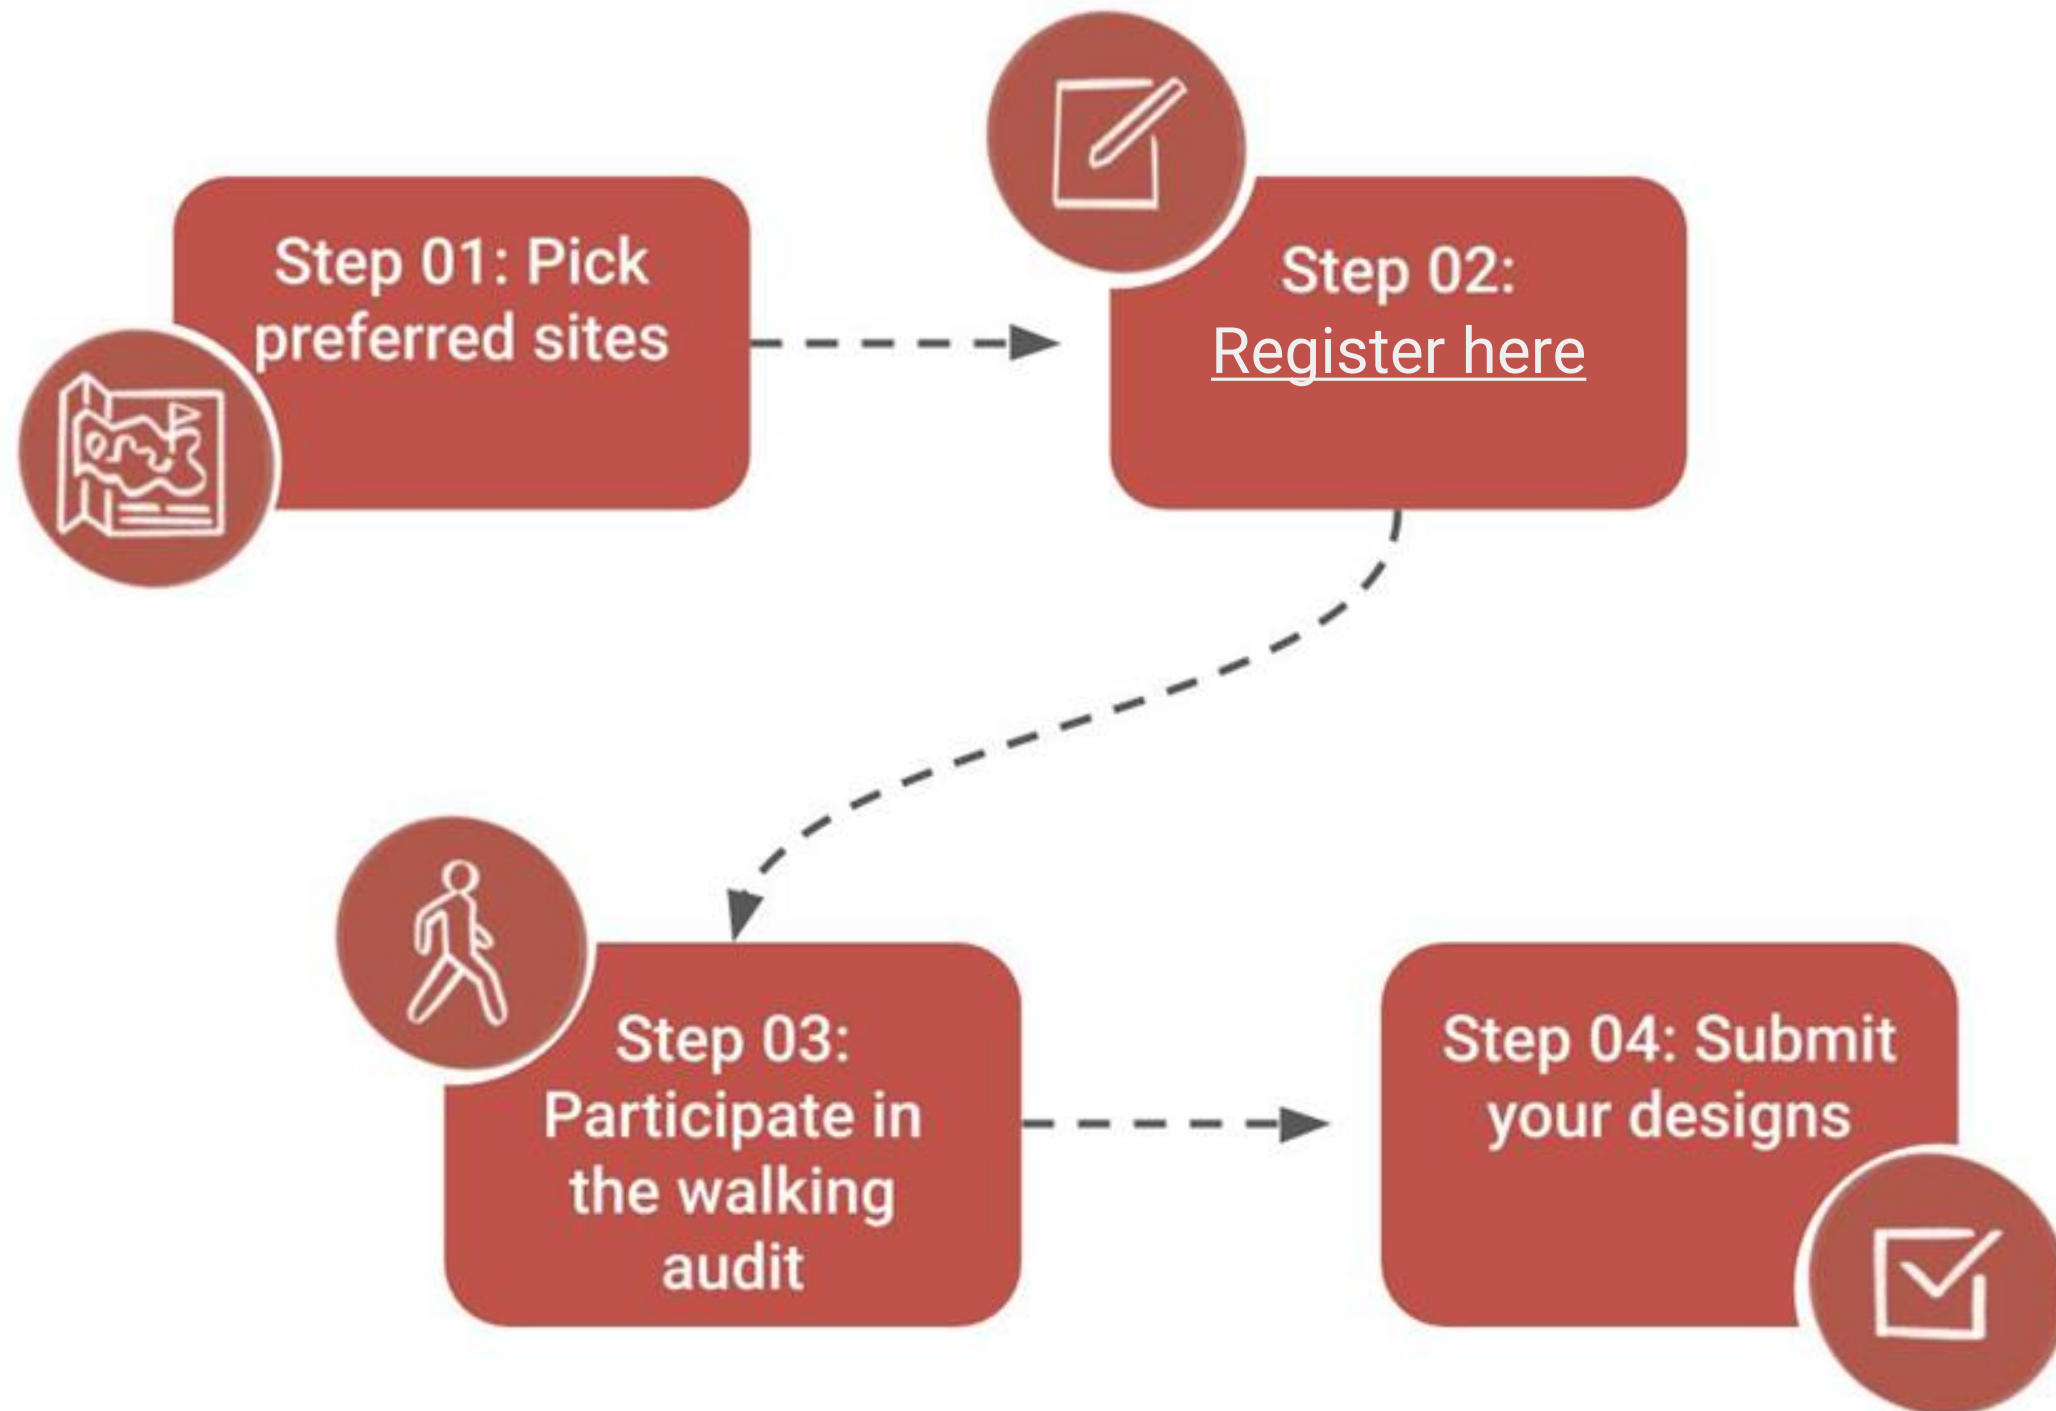 Step 01: Pick
preferred sites
Step 02:
Register here
Step 03:
Participate in
the walking
audit
Step 04: Submit
your designs